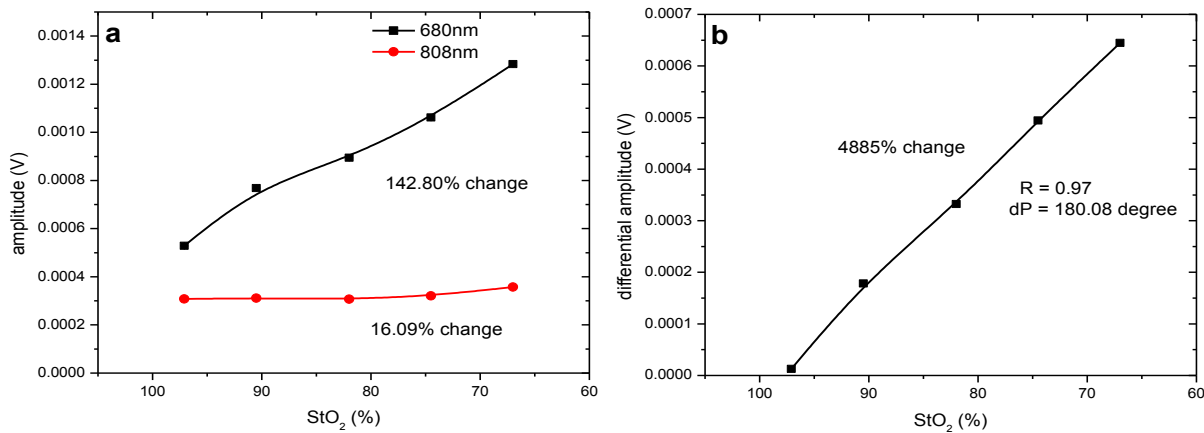 a
680nm
808nm
0.0014
0.0012
0.0010
0.0008
0.0006
0.0004
0.0002
0.0000
amplitude (V)
142.80% change
16.09% change
100 90 80 70 60
StO₂ (%)
b
0.0007
0.0006
0.0005
0.0004
0.0003
0.0002
0.0001
0.0000
differential amplitude (V)
4885% change
R = 0.97
dP = 180.08 degree
100 90 80 70 60
StO₂ (%)